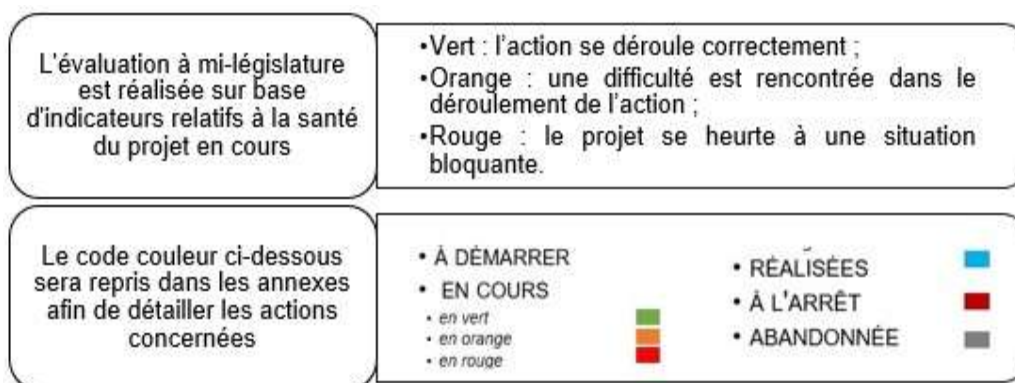 L'évaluation à mi-législature
est réalisée sur base
d'indicateurs relatifs à la santé
du projet en cours
•Vert : l'action se déroule correctement ;
•Orange : une difficulté est rencontrée dans le
déroulement de l'action ;
•Rouge : le projet se heurte à une situation
bloquante.
Le code couleur ci-dessous
sera repris dans les annexes
afin de détailler les actions
concernées
• À DÉMARRER
• EN COURS
• en vert
• en orange
• en rouge
• RÉALISÉES
• À L'ARRÊT
• ABANDONNÉE